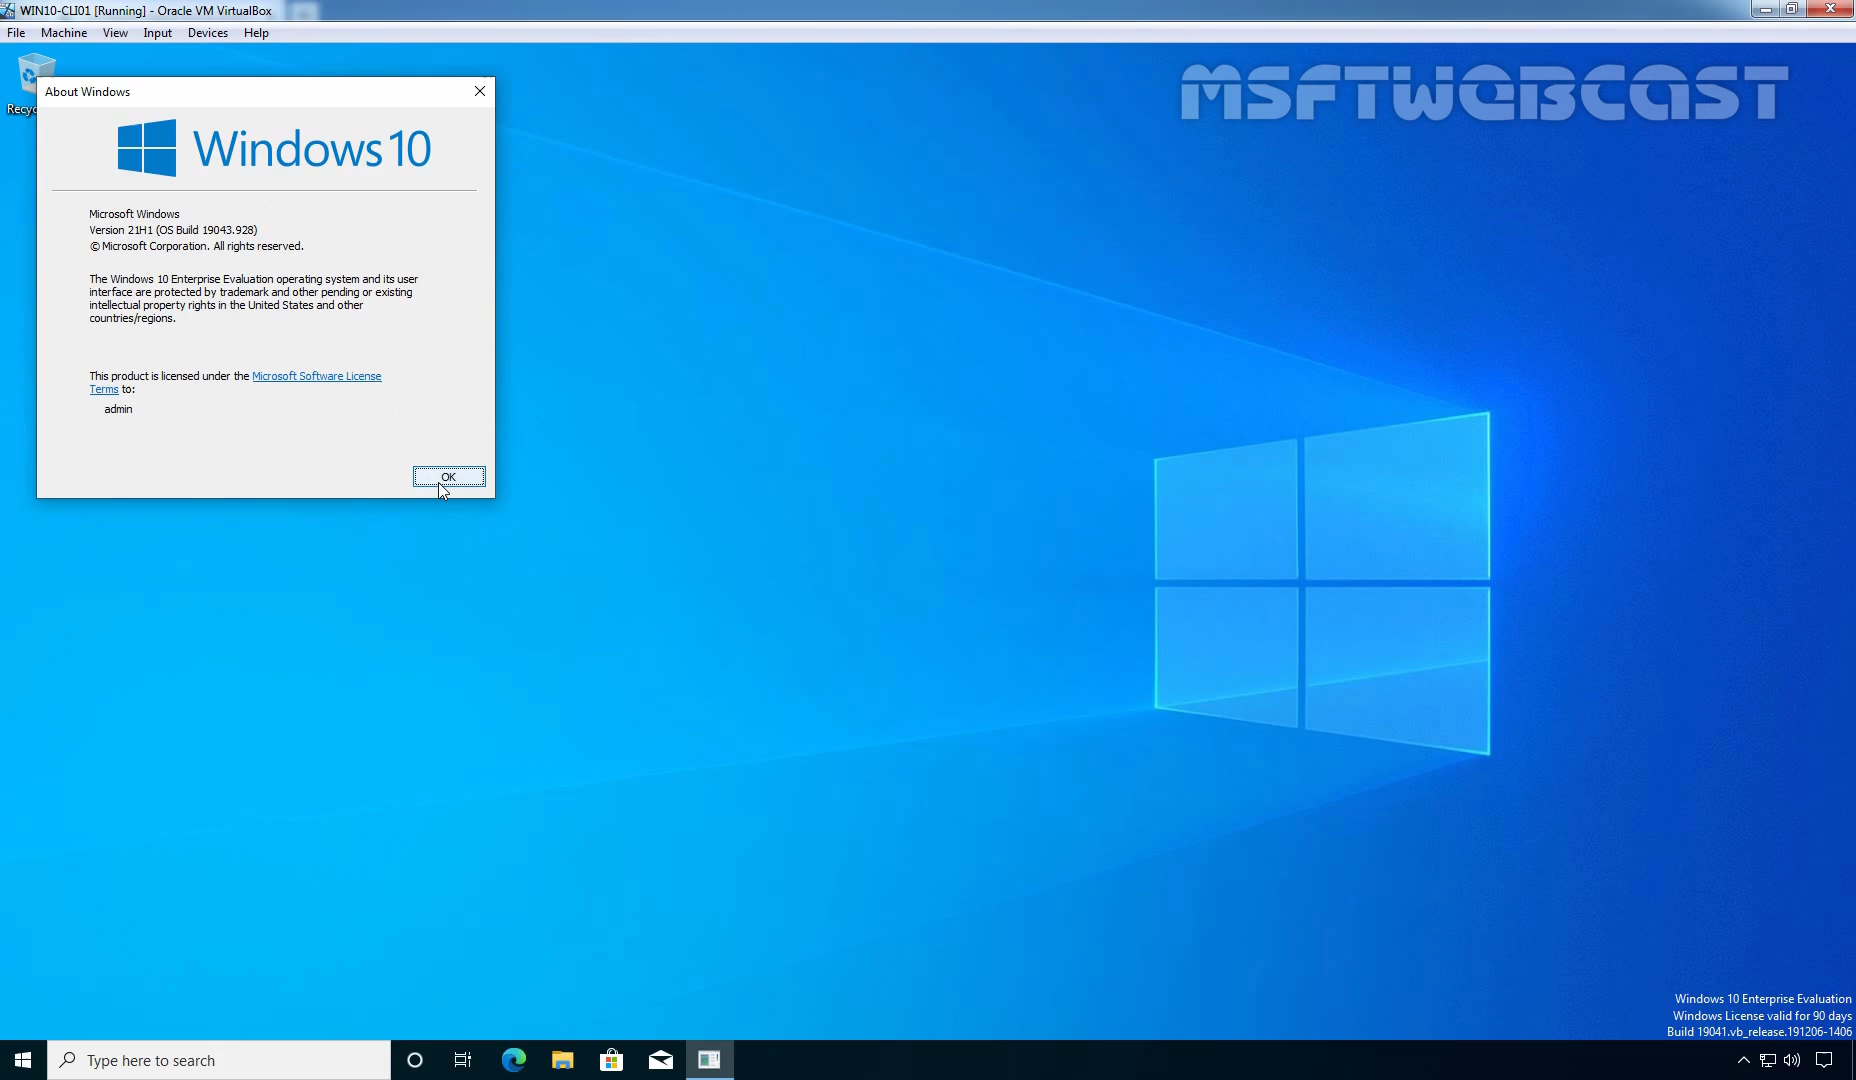 WIN10-CLI01 [Running] - Oracle VM VirtualBox
File Machine View Input Devices Help
MSFTWEBCAST
About Windows
Windows 10
Microsoft Windows
Version 21H1 (OS Build 19043.928)
© Microsoft Corporation. All rights reserved.
The Windows 10 Enterprise Evaluation operating system and its user
interface are protected by trademark and other pending or existing
intellectual property rights in the United States and other
countries/regions.
This product is licensed under the Microsoft Software License
Terms to:
admin
OK
Windows 10 Enterprise Evaluation
Windows License valid for 90 days
Build 19041.vb_release.191206-1406
Type here to search